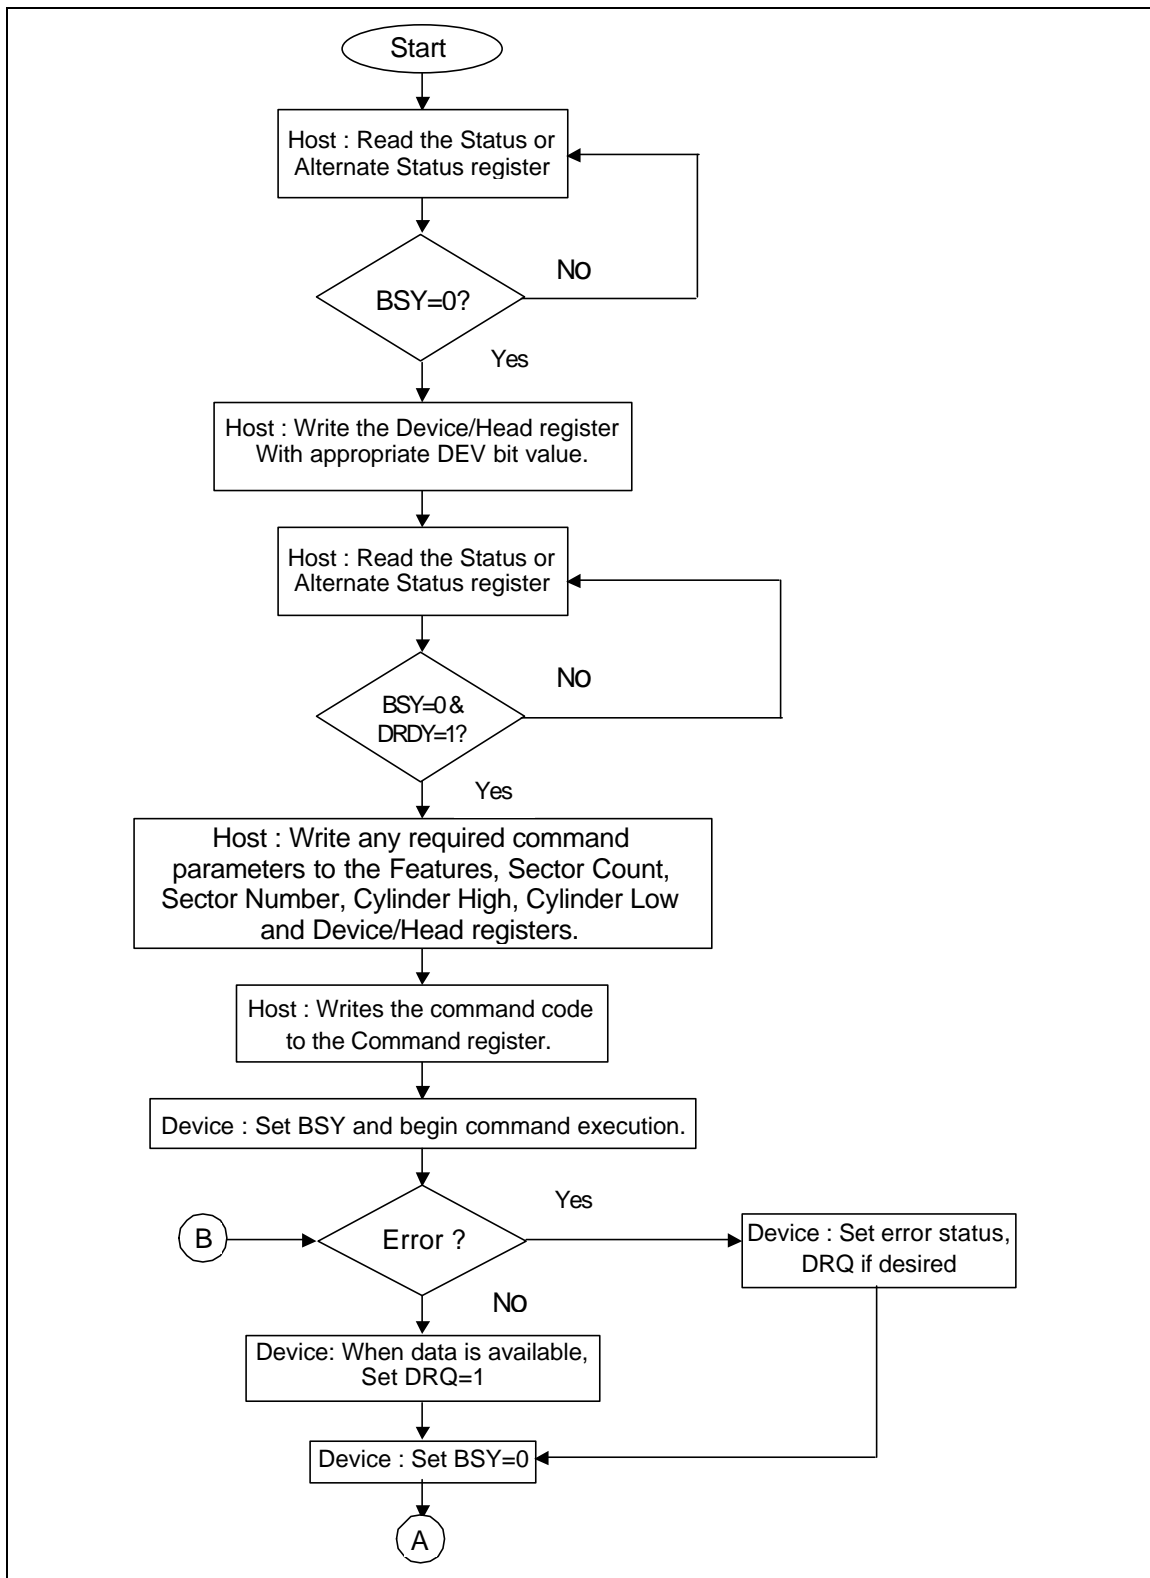 Start
Host : Read the Status or
Alternate Status register
No
BSY=0?
Yes
Host : Write the Device/Head register
With appropriate DEV bit value.
Host : Read the Status or
Alternate Status register
No
BSY=0 &
DRDY=1?
Yes
Host : Write any required command
parameters to the Features, Sector Count,
Sector Number, Cylinder High, Cylinder Low
and Device/Head registers.
Host : Writes the command code
to the Command register.
Device : Set BSY and begin command execution.
Yes
B
Error ?
Device : Set error status,
DRQ if desired
No
Device: When data is available,
Set DRQ=1
Device : Set BSY=0
A